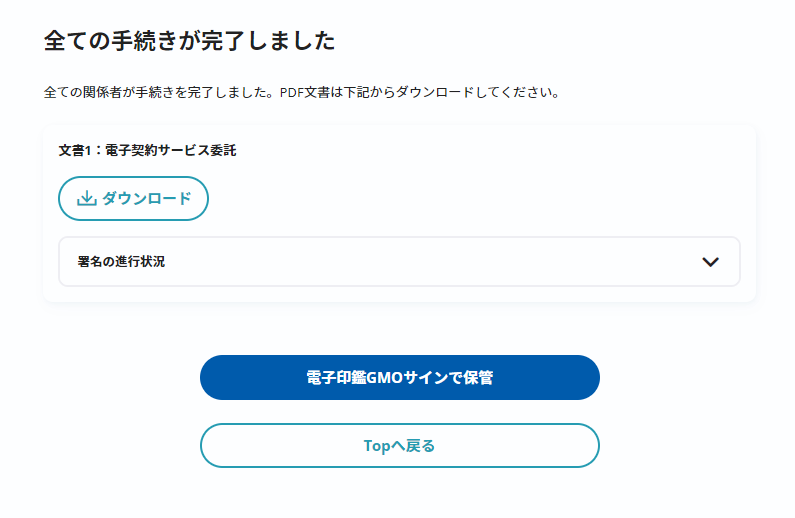 全ての手続きが完了しました
全ての関係者が手続きを完了しました。PDF文書は下記からダウンロードしてください。
文書1：電子契約サービス委託
ダウンロード
署名の進行状況
電子印鑑GMOサインで保管
Topへ戻る